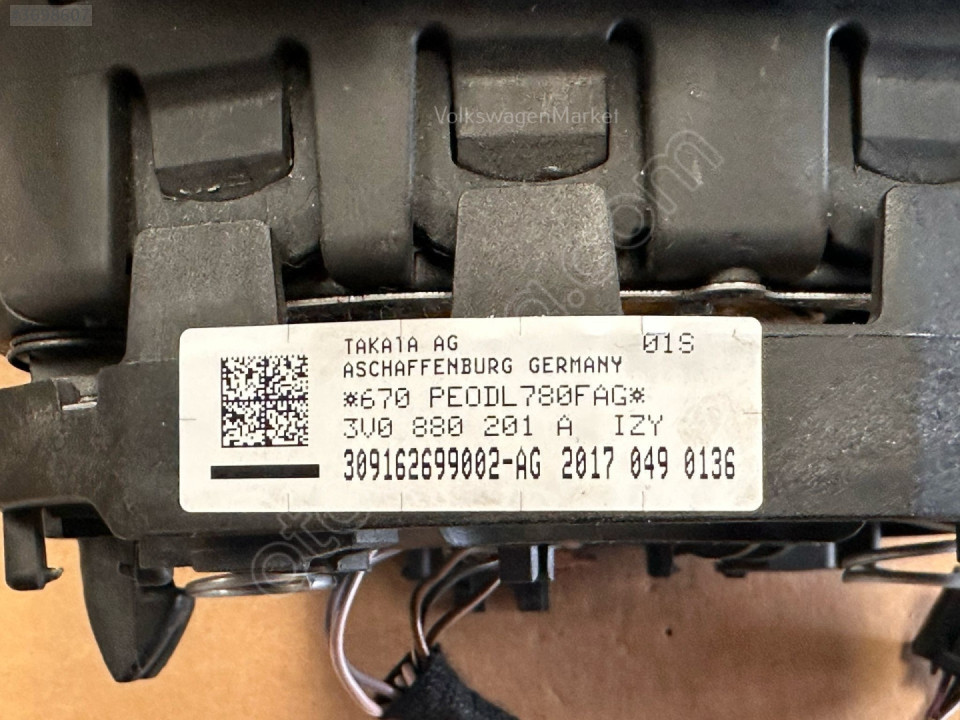 VolkswagenMarket
TAKATA AG 01S
ASCHAFFENBURG GERMANY
*670 PEODL780FAG*
3V0 880 201 A IZY
309162699002-AG 2017 049 0136